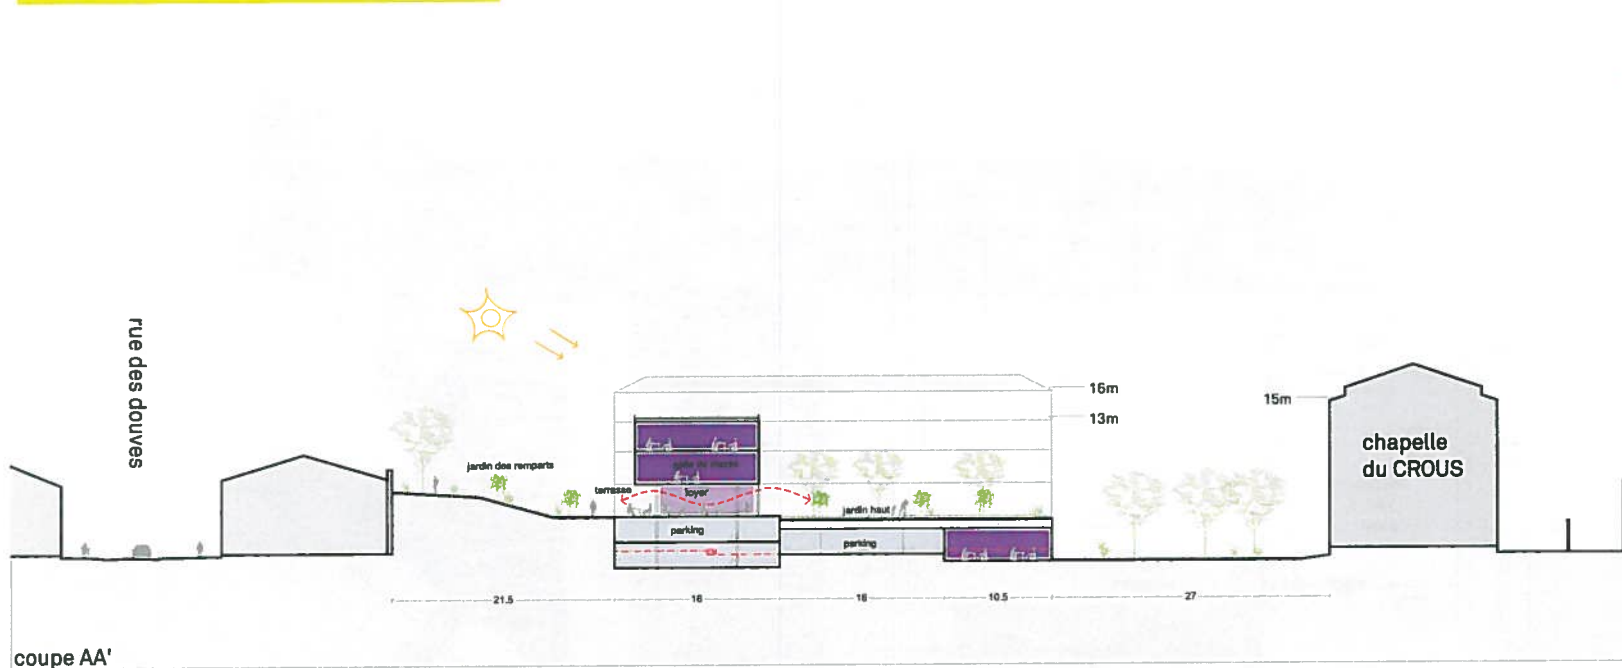 rue des douves
16m
13m
15m
chapelle
du CROUS
jardin des remparts
terrasse
foyer
jardin haut
parking
parking
21.5
16
16
10.5
27
coupe AA'